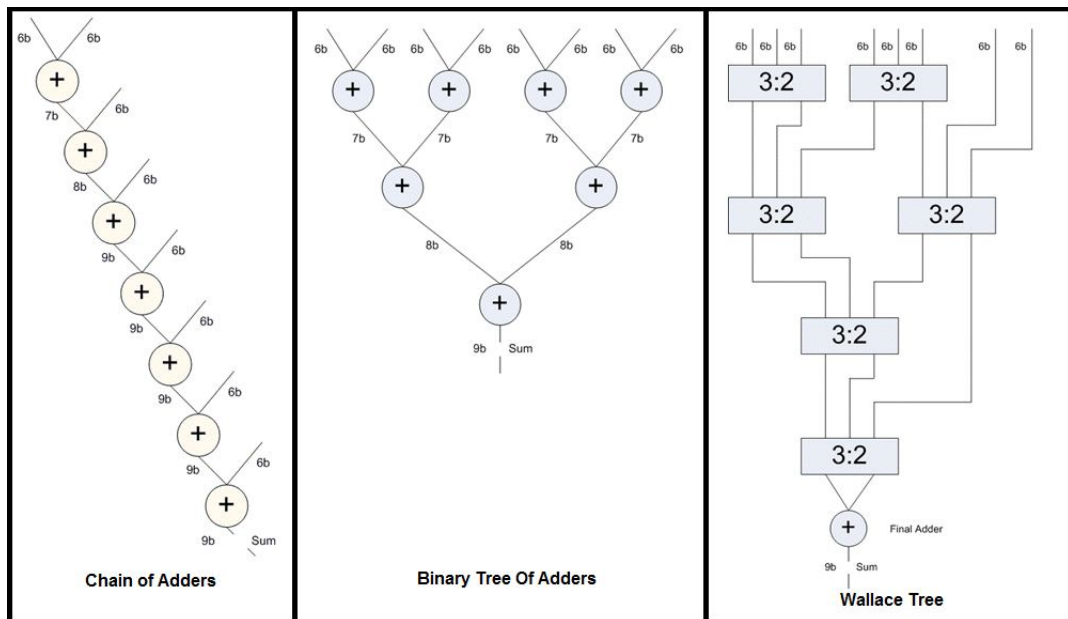 6b 6b
+
7b 6b
+
8b 6b
+
9b 6b
+
9b 6b
+
9b 6b
+
9b 6b
+
9b Sum
Chain of Adders
6b 6b 6b 6b 6b 6b 6b 6b
+ + + +
7b 7b 7b 7b
+ +
8b 8b
+
9b Sum
Binary Tree Of Adders
6b 6b 6b 6b 6b 6b 6b 6b
3:2 3:2
3:2 3:2
3:2
3:2
+ Final Adder
9b Sum
Wallace Tree